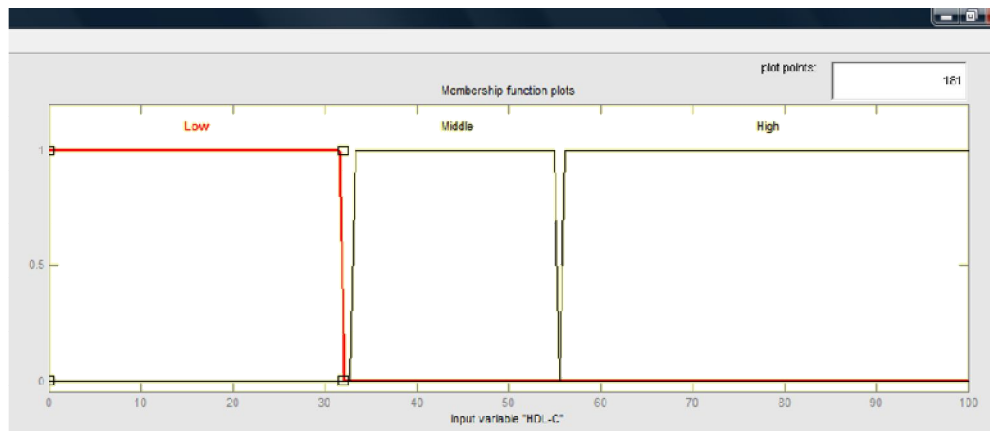 plot points:
181
Membership function plots
Low Middle High
1
0.5
0
0 10 20 30 40 50 60 70 80 90 100
input variable "HDL-C"